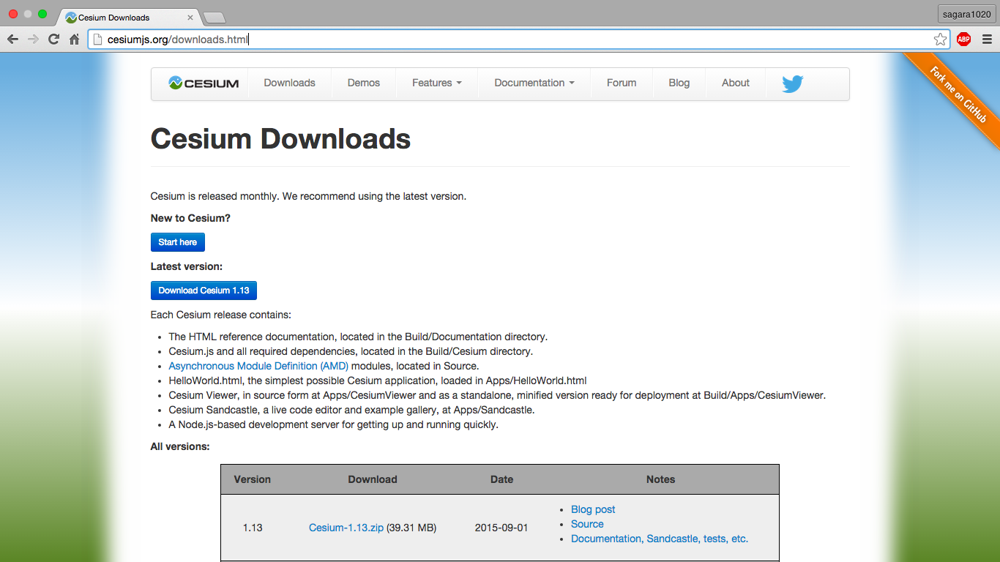 Cesium Downloads
sagara1020
cesiumjs.org/downloads.html
ABP
CESIUM Downloads Demos Features Documentation Forum Blog About
Fork me on GitHub
Cesium Downloads
Cesium is released monthly. We recommend using the latest version.
New to Cesium?
Start here
Latest version:
Download Cesium 1.13
Each Cesium release contains:
• The HTML reference documentation, located in the Build/Documentation directory.
• Cesium.js and all required dependencies, located in the Build/Cesium directory.
• Asynchronous Module Definition (AMD) modules, located in Source.
• HelloWorld.html, the simplest possible Cesium application, loaded in Apps/HelloWorld.html
• Cesium Viewer, in source form at Apps/CesiumViewer and as a standalone, minified version ready for deployment at Build/Apps/CesiumViewer.
• Cesium Sandcastle, a live code editor and example gallery, at Apps/Sandcastle.
• A Node.js-based development server for getting up and running quickly.
All versions:
Version Download Date Notes
1.13 Cesium-1.13.zip (39.31 MB) 2015-09-01
• Blog post
• Source
• Documentation, Sandcastle, tests, etc.